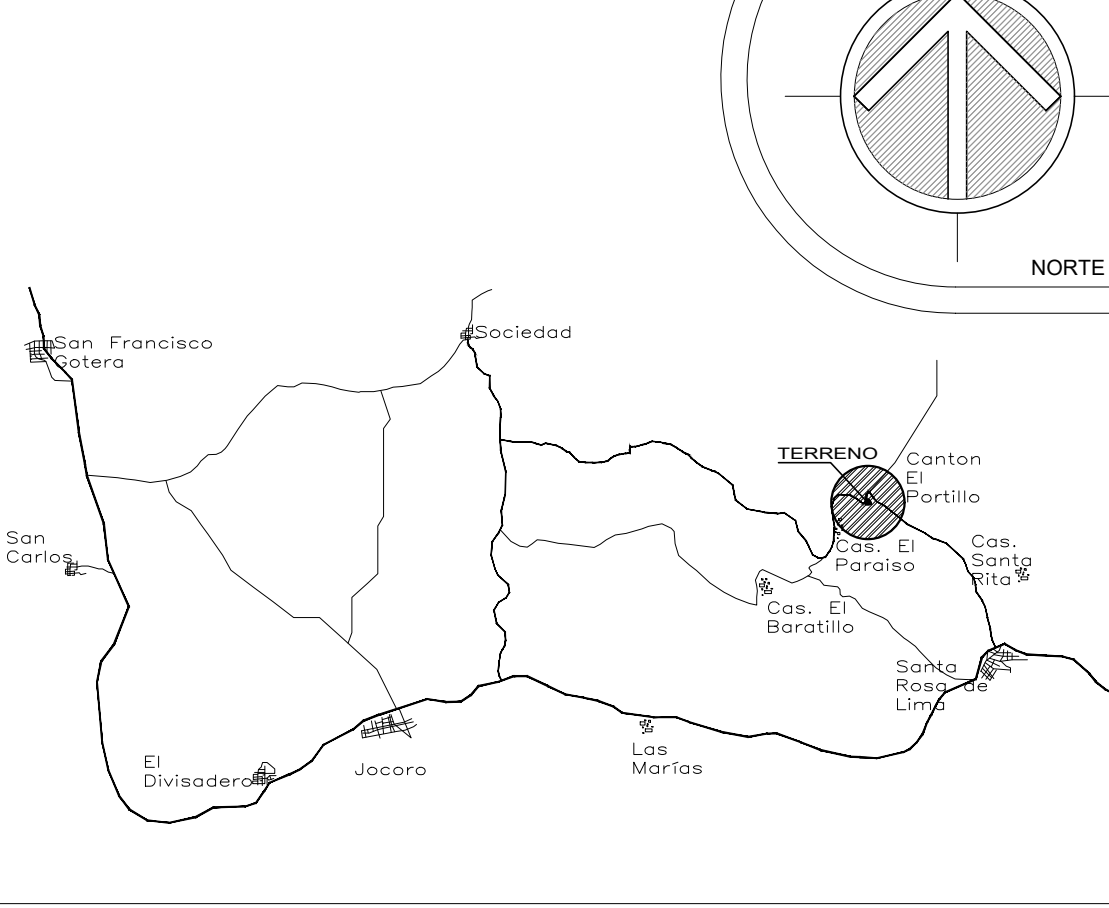 NORTE
San Francisco
Gotera
Sociedad
TERRENO
Canton
El
Portillo
San
Carlos
Cas. El
Paraiso
Cas.
Santa
Rita
Cas. El
Baratillo
Santa
Rosa de
Lima
El
Divisadero
Jocoro
Las
Marías